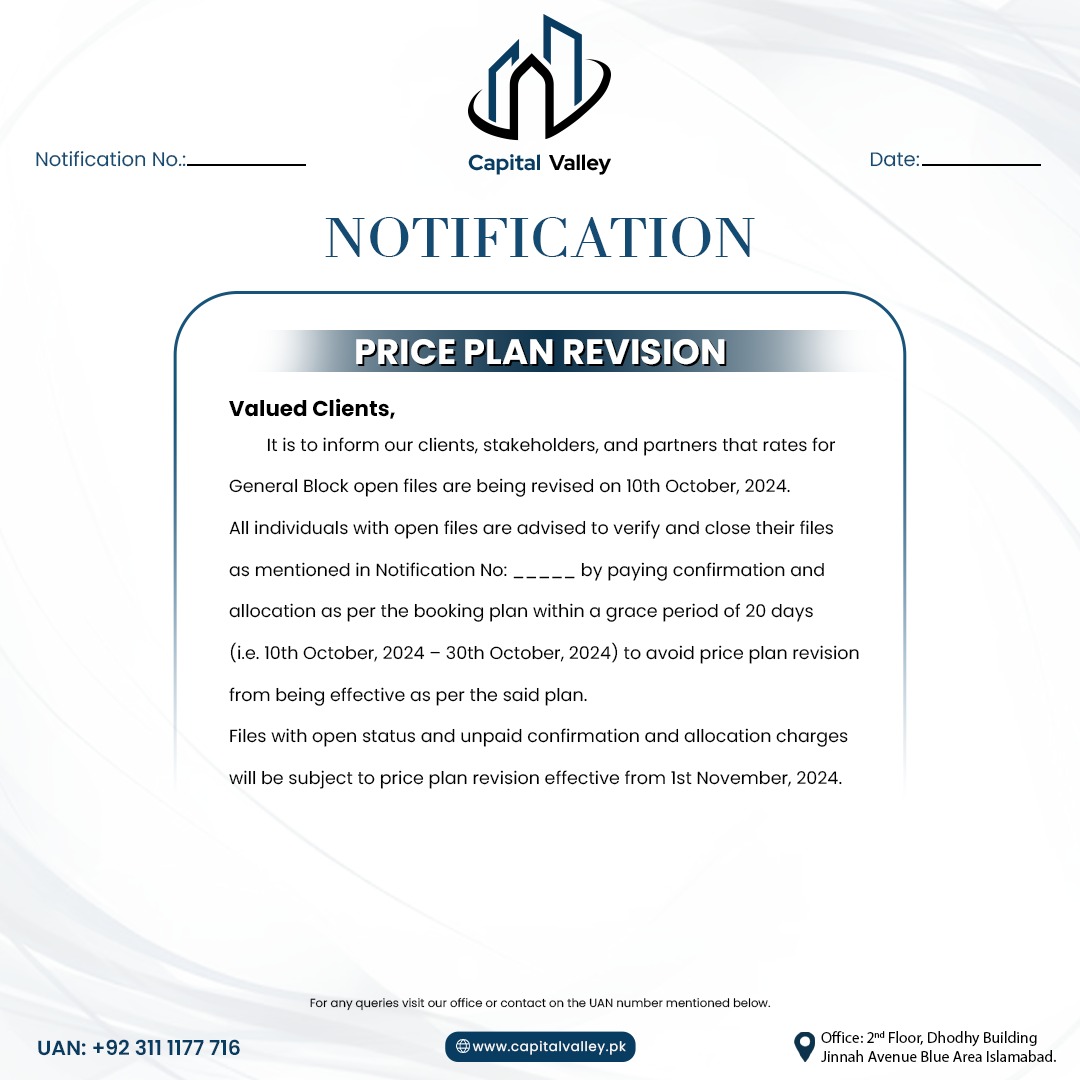 Capital Valley
Notification No.:__________
Date:__________
NOTIFICATION
PRICE PLAN REVISION
Valued Clients,
It is to inform our clients, stakeholders, and partners that rates for
General Block open files are being revised on 10th October, 2024.
All individuals with open files are advised to verify and close their files
as mentioned in Notification No: _____ by paying confirmation and
allocation as per the booking plan within a grace period of 20 days
(i.e. 10th October, 2024 – 30th October, 2024) to avoid price plan revision
from being effective as per the said plan.
Files with open status and unpaid confirmation and allocation charges
will be subject to price plan revision effective from 1st November, 2024.
For any queries visit our office or contact on the UAN number mentioned below.
UAN: +92 311 1177 716
www.capitalvalley.pk
Office: 2nd Floor, Dhodhy Building
Jinnah Avenue Blue Area Islamabad.